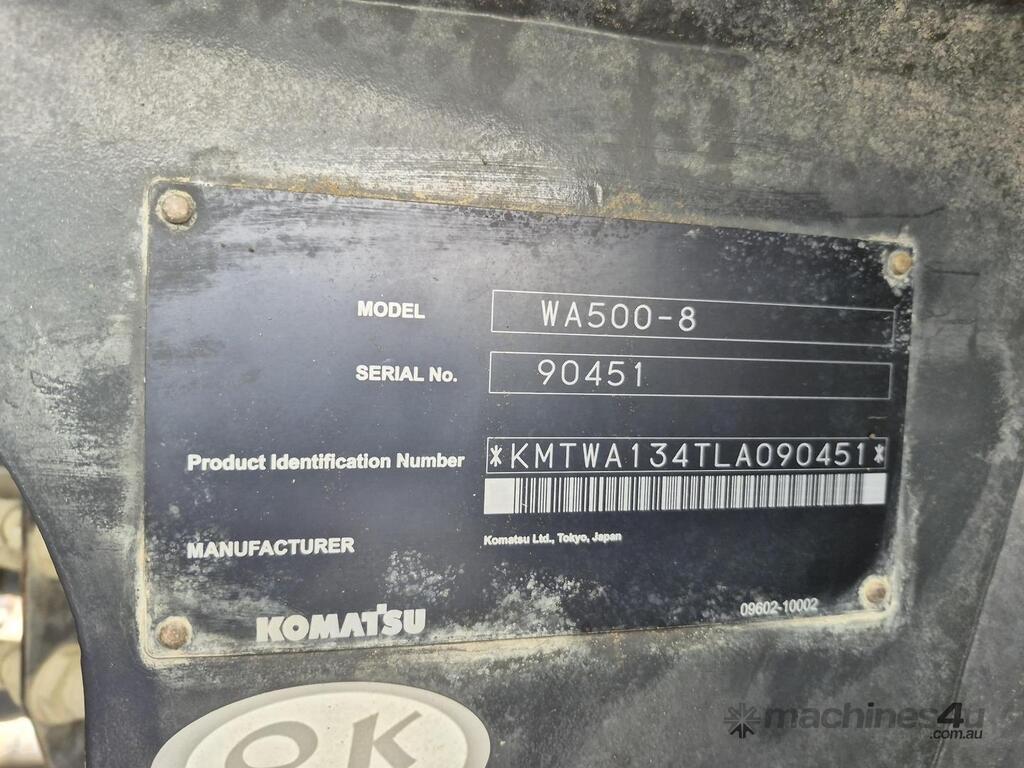 MODEL WA500-8
SERIAL No. 90451
Product Identification Number *KMTWA134TLA090451*
MANUFACTURER Komatsu Ltd., Tokyo, Japan
KOMATSU 09602-10002
OK
machines4u
.com.au